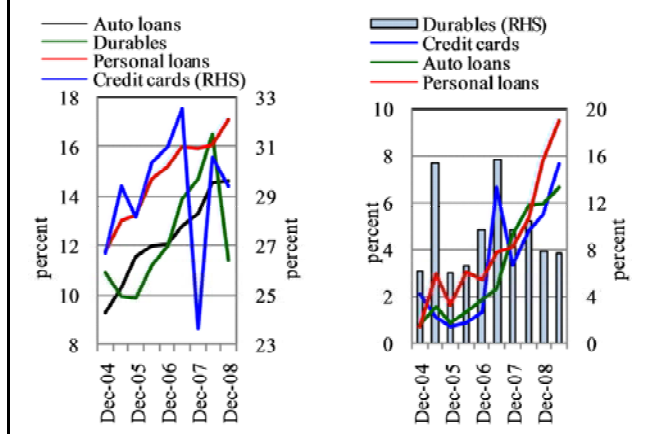 Auto loans
Durables
Personal loans
Credit cards (RHS)
18
16
14
12
10
8
percent
33
31
29
27
25
23
percent
Dec-04
Dec-05
Dec-06
Dec-07
Dec-08
Durables (RHS)
Credit cards
Auto loans
Personal loans
10
8
6
4
2
0
percent
20
16
12
8
4
0
percent
Dec-04
Dec-05
Dec-06
Dec-07
Dec-08